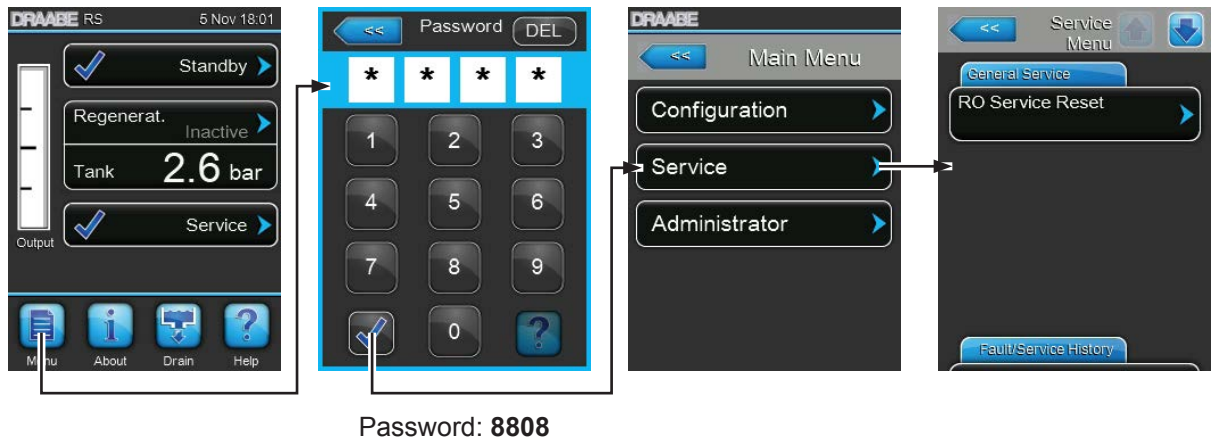 DRAABE RS 5 Nov 18:01
Standby
Regenerat.
Inactive
Tank 2.6 bar
Service
Output
Menu About Drain Help
<< Password DEL
* * * *
1 2 3
4 5 6
7 8 9
0 ?
Password: 8808
DRAABE
<< Main Menu
Configuration
Service
Administrator
<< Service
Menu
General Service
RO Service Reset
Fault/Service History